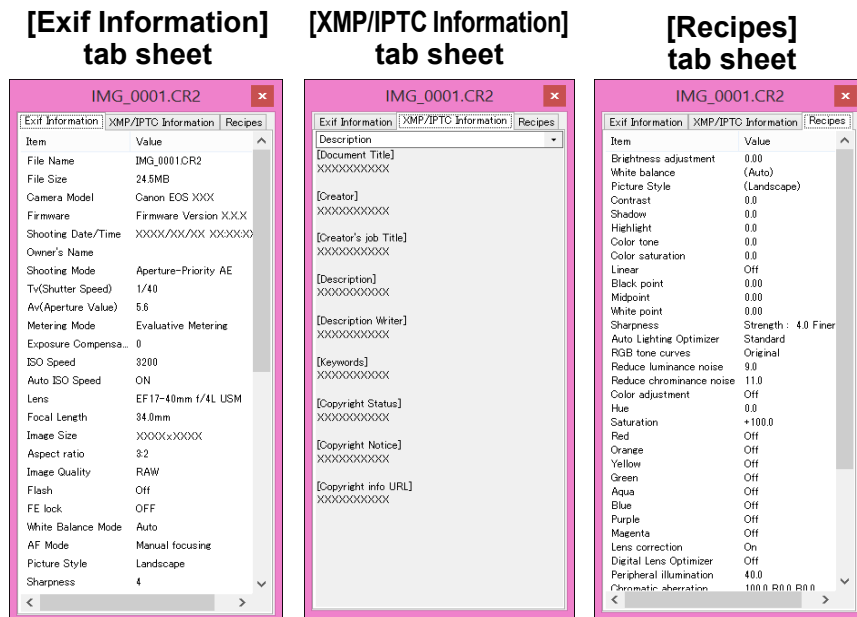 [Exif Information]
tab sheet
IMG_0001.CR2
Exif Information XMP/IPTC Information Recipes
Item Value
File Name IMG_0001.CR2
File Size 24.5MB
Camera Model Canon EOS XXX
Firmware Firmware Version X.X.X
Shooting Date/Time XXXX/XX/XX XX:XX:XX
Owner's Name
Shooting Mode Aperture-Priority AE
Tv(Shutter Speed) 1/40
Av(Aperture Value) 5.6
Metering Mode Evaluative Metering
Exposure Compensa... 0
ISO Speed 3200
Auto ISO Speed ON
Lens EF17-40mm f/4L USM
Focal Length 34.0mm
Image Size XXXXxXXXX
Aspect ratio 3:2
Image Quality RAW
Flash Off
FE lock OFF
White Balance Mode Auto
AF Mode Manual focusing
Picture Style Landscape
Sharpness 4
[XMP/IPTC Information]
tab sheet
IMG_0001.CR2
Exif Information XMP/IPTC Information Recipes
Description
[Document Title]
XXXXXXXXXX
[Creator]
XXXXXXXXXX
[Creator's job Title]
XXXXXXXXXX
[Description]
XXXXXXXXXX
[Description Writer]
XXXXXXXXXX
[Keywords]
XXXXXXXXXX
[Copyright Status]
XXXXXXXXXX
[Copyright Notice]
XXXXXXXXXX
[Copyright info URL]
XXXXXXXXXX
[Recipes]
tab sheet
IMG_0001.CR2
Exif Information XMP/IPTC Information Recipes
Item Value
Brightness adjustment 0.00
White balance (Auto)
Picture Style (Landscape)
Contrast 0.0
Shadow 0.0
Highlight 0.0
Color tone 0.0
Color saturation 0.0
Linear Off
Black point 0.00
Midpoint 0.00
White point 0.00
Sharpness Strength : 4.0 Finer
Auto Lighting Optimizer Standard
RGB tone curves Original
Reduce luminance noise 9.0
Reduce chrominance noise 11.0
Color adjustment Off
Hue 0.0
Saturation +100.0
Red Off
Orange Off
Yellow Off
Green Off
Aqua Off
Blue Off
Purple Off
Magenta Off
Lens correction On
Digital Lens Optimizer Off
Peripheral illumination 40.0
Chromatic aberration 100.0 R0.0 B0.0